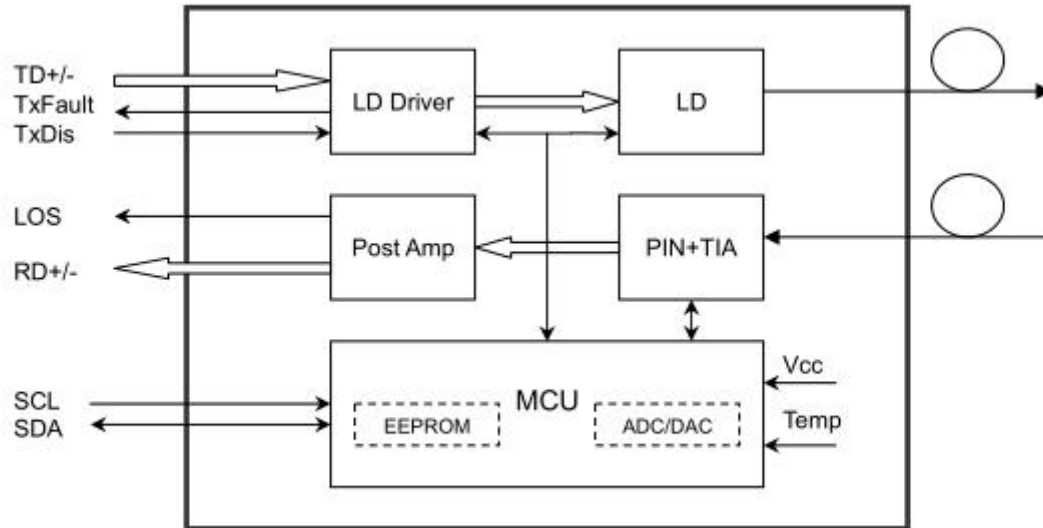 TD+/-
TxFault
TxDis
LD Driver
LD
LOS
RD+/-
Post Amp
PIN+TIA
SCL
SDA
MCU
EEPROM
ADC/DAC
Vcc
Temp